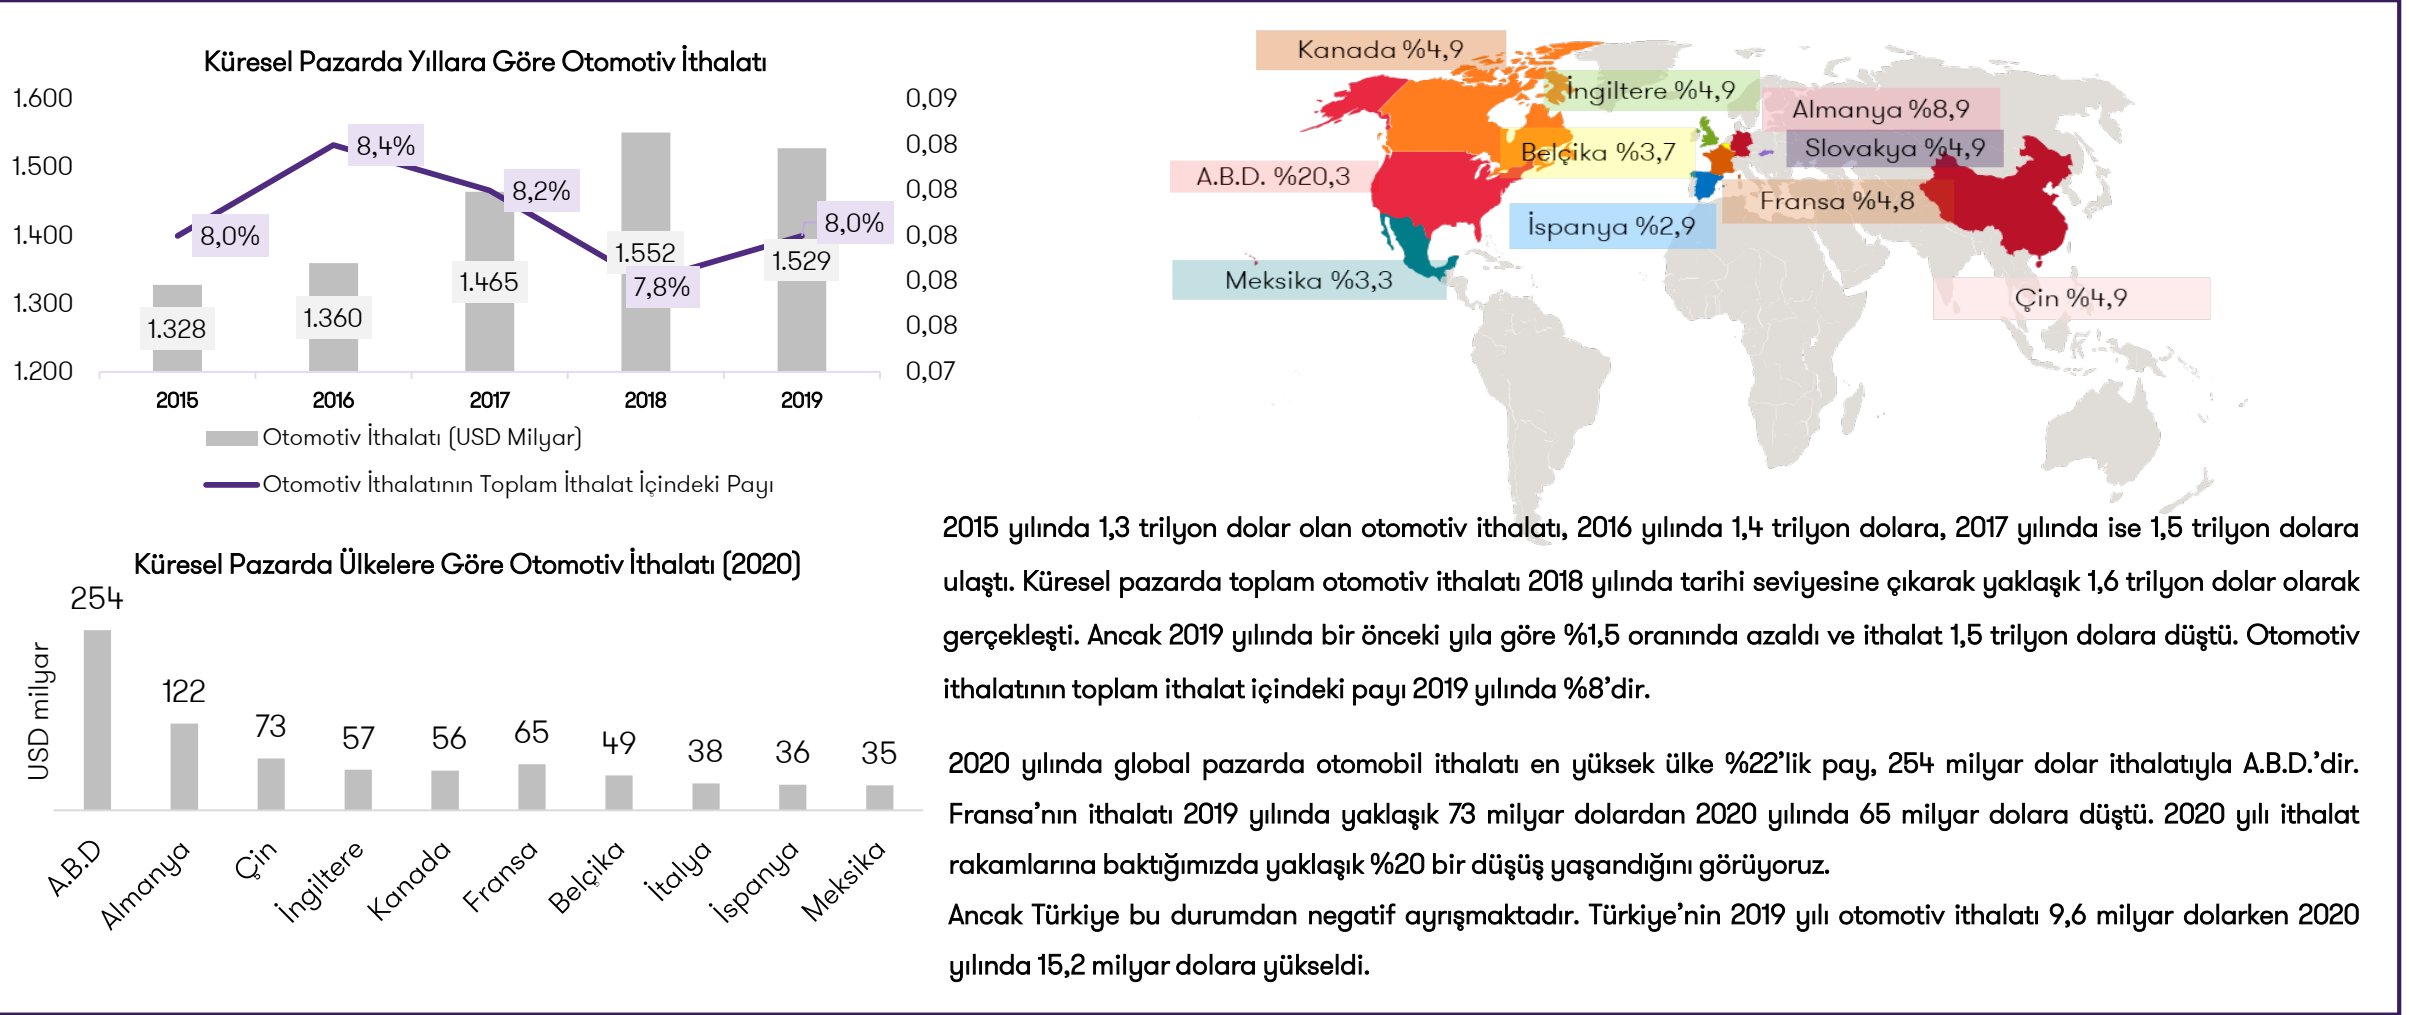 Küresel Pazarda Yıllara Göre Otomotiv İthalatı
1.600
1.500
1.400
1.300
1.200
0,09
0,08
0,08
0,08
0,08
0,08
0,07
8,0%
8,4%
8,2%
7,8%
8,0%
1.328
1.360
1.465
1.552
1.529
2015 2016 2017 2018 2019
Otomotiv İthalatı (USD Milyar)
Otomotiv İthalatının Toplam İthalat İçindeki Payı
Küresel Pazarda Ülkelere Göre Otomotiv İthalatı (2020)
USD milyar
254 122 73 57 56 65 49 38 36 35
A.B.D Almanya Çin İngiltere Kanada Fransa Belçika İtalya İspanya Meksika
Kanada %4,9
İngiltere %4,9
Almanya %8,9
Belçika %3,7
Slovakya %4,9
A.B.D. %20,3
Fransa %4,8
İspanya %2,9
Meksika %3,3
Çin %4,9
2015 yılında 1,3 trilyon dolar olan otomotiv ithalatı, 2016 yılında 1,4 trilyon dolara, 2017 yılında ise 1,5 trilyon dolara
ulaştı. Küresel pazarda toplam otomotiv ithalatı 2018 yılında tarihi seviyesine çıkarak yaklaşık 1,6 trilyon dolar olarak
gerçekleşti. Ancak 2019 yılında bir önceki yıla göre %1,5 oranında azaldı ve ithalat 1,5 trilyon dolara düştü. Otomotiv
ithalatının toplam ithalat içindeki payı 2019 yılında %8’dir.
2020 yılında global pazarda otomobil ithalatı en yüksek ülke %22’lik pay, 254 milyar dolar ithalatıyla A.B.D.’dir.
Fransa’nın ithalatı 2019 yılında yaklaşık 73 milyar dolardan 2020 yılında 65 milyar dolara düştü. 2020 yılı ithalat
rakamlarına baktığımızda yaklaşık %20 bir düşüş yaşandığını görüyoruz.
Ancak Türkiye bu durumdan negatif ayrışmaktadır. Türkiye’nin 2019 yılı otomotiv ithalatı 9,6 milyar dolarken 2020
yılında 15,2 milyar dolara yükseldi.